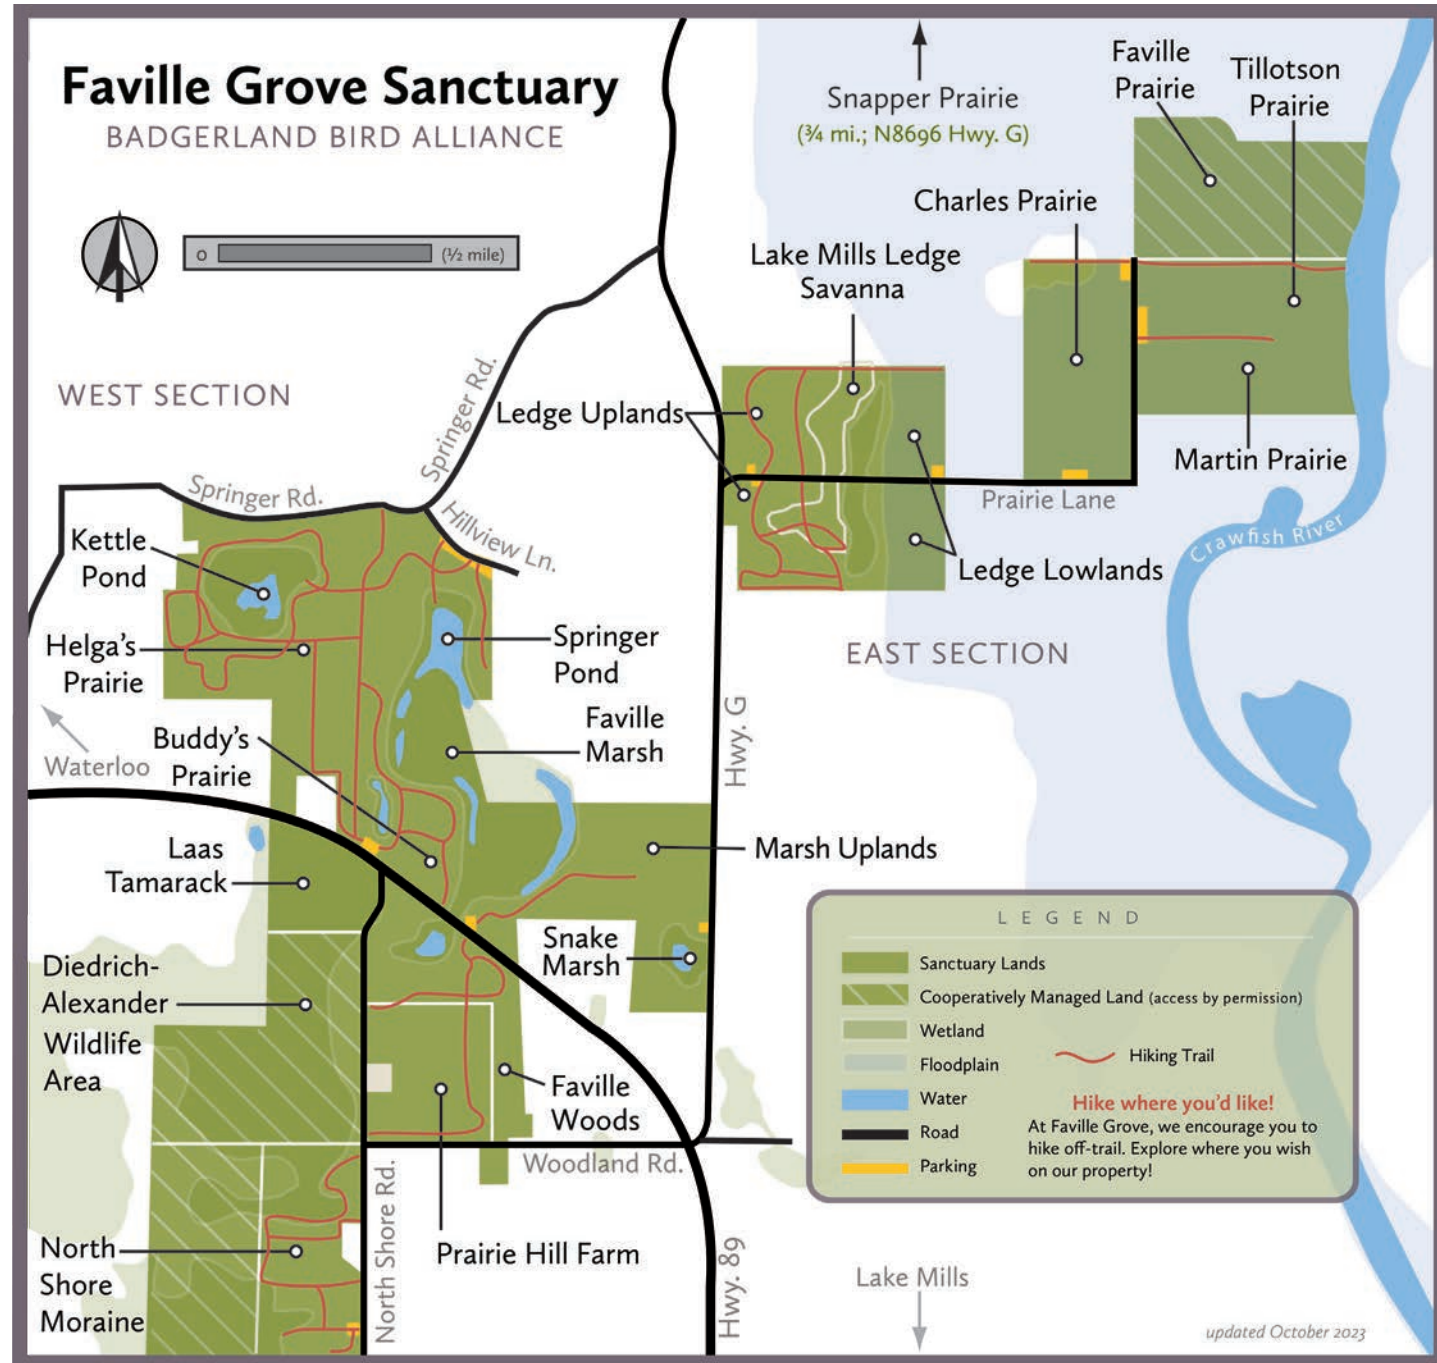 Faville Grove Sanctuary
BADGERLAND BIRD ALLIANCE
0
(½ mile)
WEST SECTION
Springer Rd.
Springer Rd.
Hillview Ln.
Kettle
Pond
Helga's
Prairie
Waterloo
Buddy's
Prairie
Springer
Pond
Faville
Marsh
Laas
Tamarack
Marsh Uplands
Snake
Marsh
Diedrich-
Alexander
Wildlife
Area
Faville
Woods
Woodland Rd.
North Shore Rd.
Prairie Hill Farm
North
Shore
Moraine
Hwy. G
Hwy. 89
Snapper Prairie
(¾ mi.; N8696 Hwy. G)
Faville
Prairie
Tillotson
Prairie
Charles Prairie
Lake Mills Ledge
Savanna
Ledge Uplands
Martin Prairie
Prairie Lane
Crawfish River
Ledge Lowlands
EAST SECTION
LEGEND
Sanctuary Lands
Cooperatively Managed Land (access by permission)
Wetland
Floodplain
Water
Road
Parking
Hiking Trail
Hike where you'd like!
At Faville Grove, we encourage you to
hike off-trail. Explore where you wish
on our property!
Lake Mills
updated October 2023